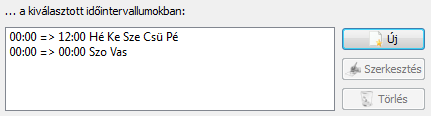 ... a kiválasztott időintervallumokban:
00:00 => 12:00 Hé Ke Sze Csü Pé
00:00 => 00:00 Szo Vas
Új
Szerkesztés
Törlés